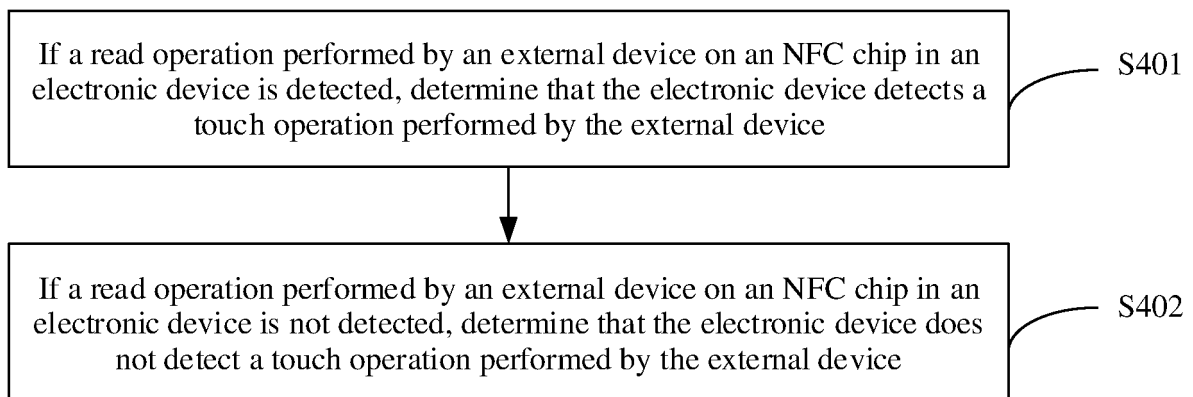 If a read operation performed by an external device on an NFC chip in an
electronic device is detected, determine that the electronic device detects a
touch operation performed by the external device
S401
If a read operation performed by an external device on an NFC chip in an
electronic device is not detected, determine that the electronic device does
not detect a touch operation performed by the external device
S402